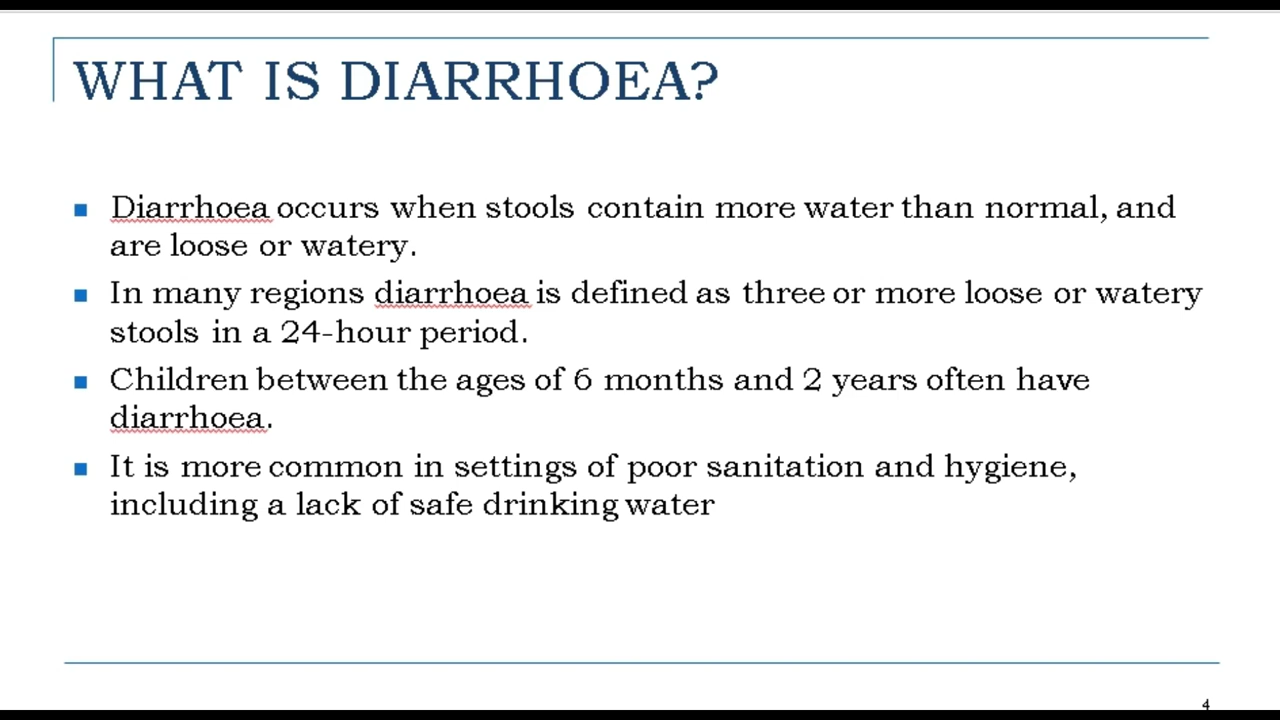 WHAT IS DIARRHOEA?
Diarrhoea occurs when stools contain more water than normal, and
are loose or watery.
In many regions diarrhoea is defined as three or more loose or watery
stools in a 24-hour period.
Children between the ages of 6 months and 2 years often have
diarrhoea.
It is more common in settings of poor sanitation and hygiene,
including a lack of safe drinking water
4